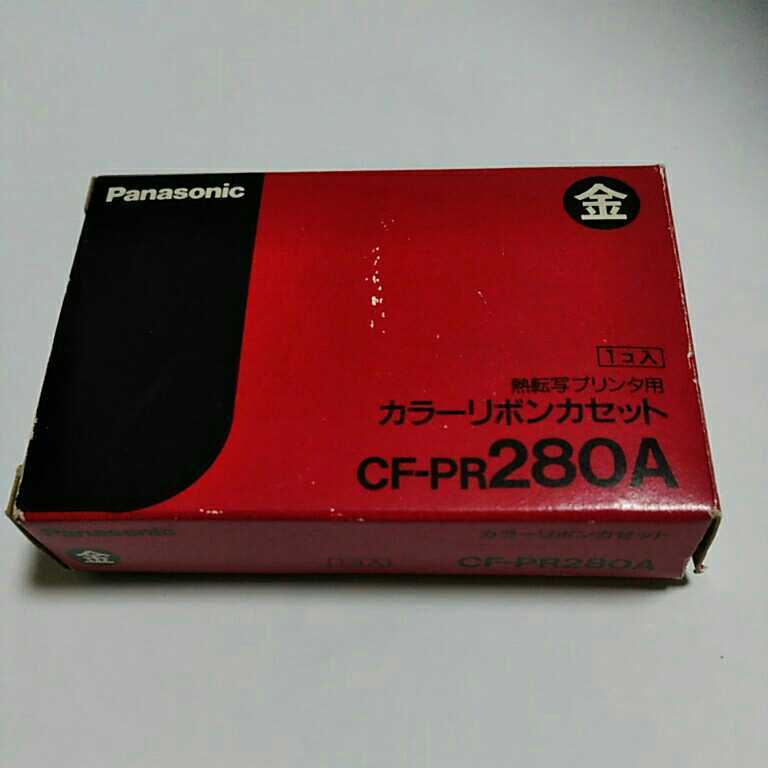 Panasonic
金
1コ入
熱転写プリンタ用
カラーリボンカセット
CF-PR280A
Panasonic
カラーリボンカセット
金
1コ入
CF-PR280A